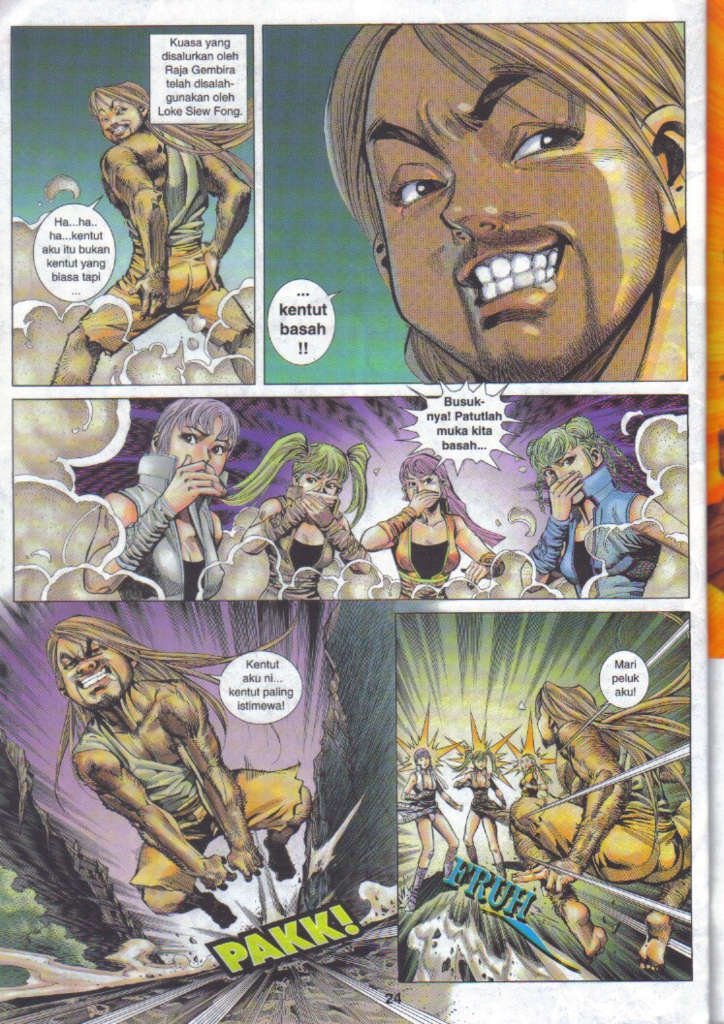 Kuasa yang
disalurkan oleh
Raja Gembira
telah disalah-
gunakan oleh
Loke Siew Fong.
Ha...ha..
ha...kentut
aku itu bukan
kentut yang
biasa tapi
...
...
kentut
basah
!!
Busuk-
nya! Patutlah
muka kita
basah...
Kentut
aku ni...
kentut paling
istimewa!
PAKK!
Mari
peluk
aku!
FRUH
24